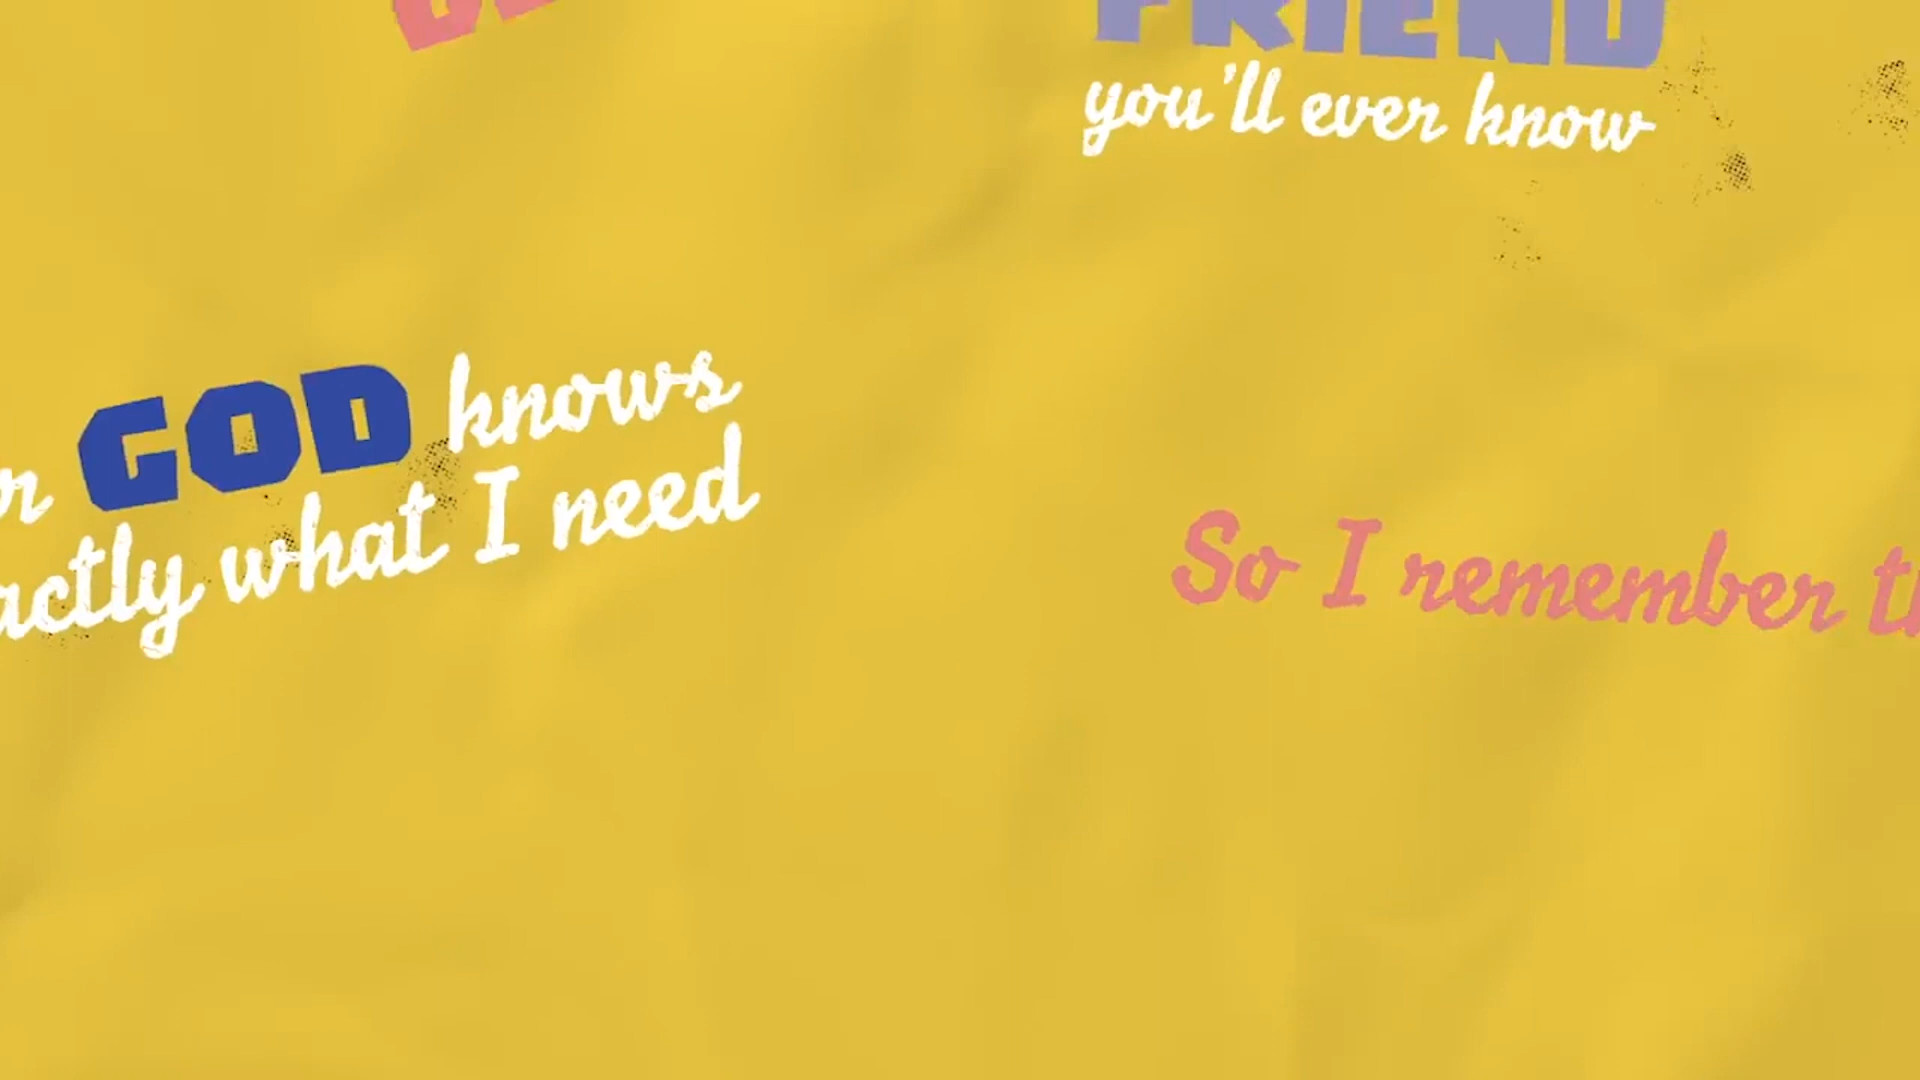 FRIEND
you'll ever know
GOD knows
what I need
So I remember